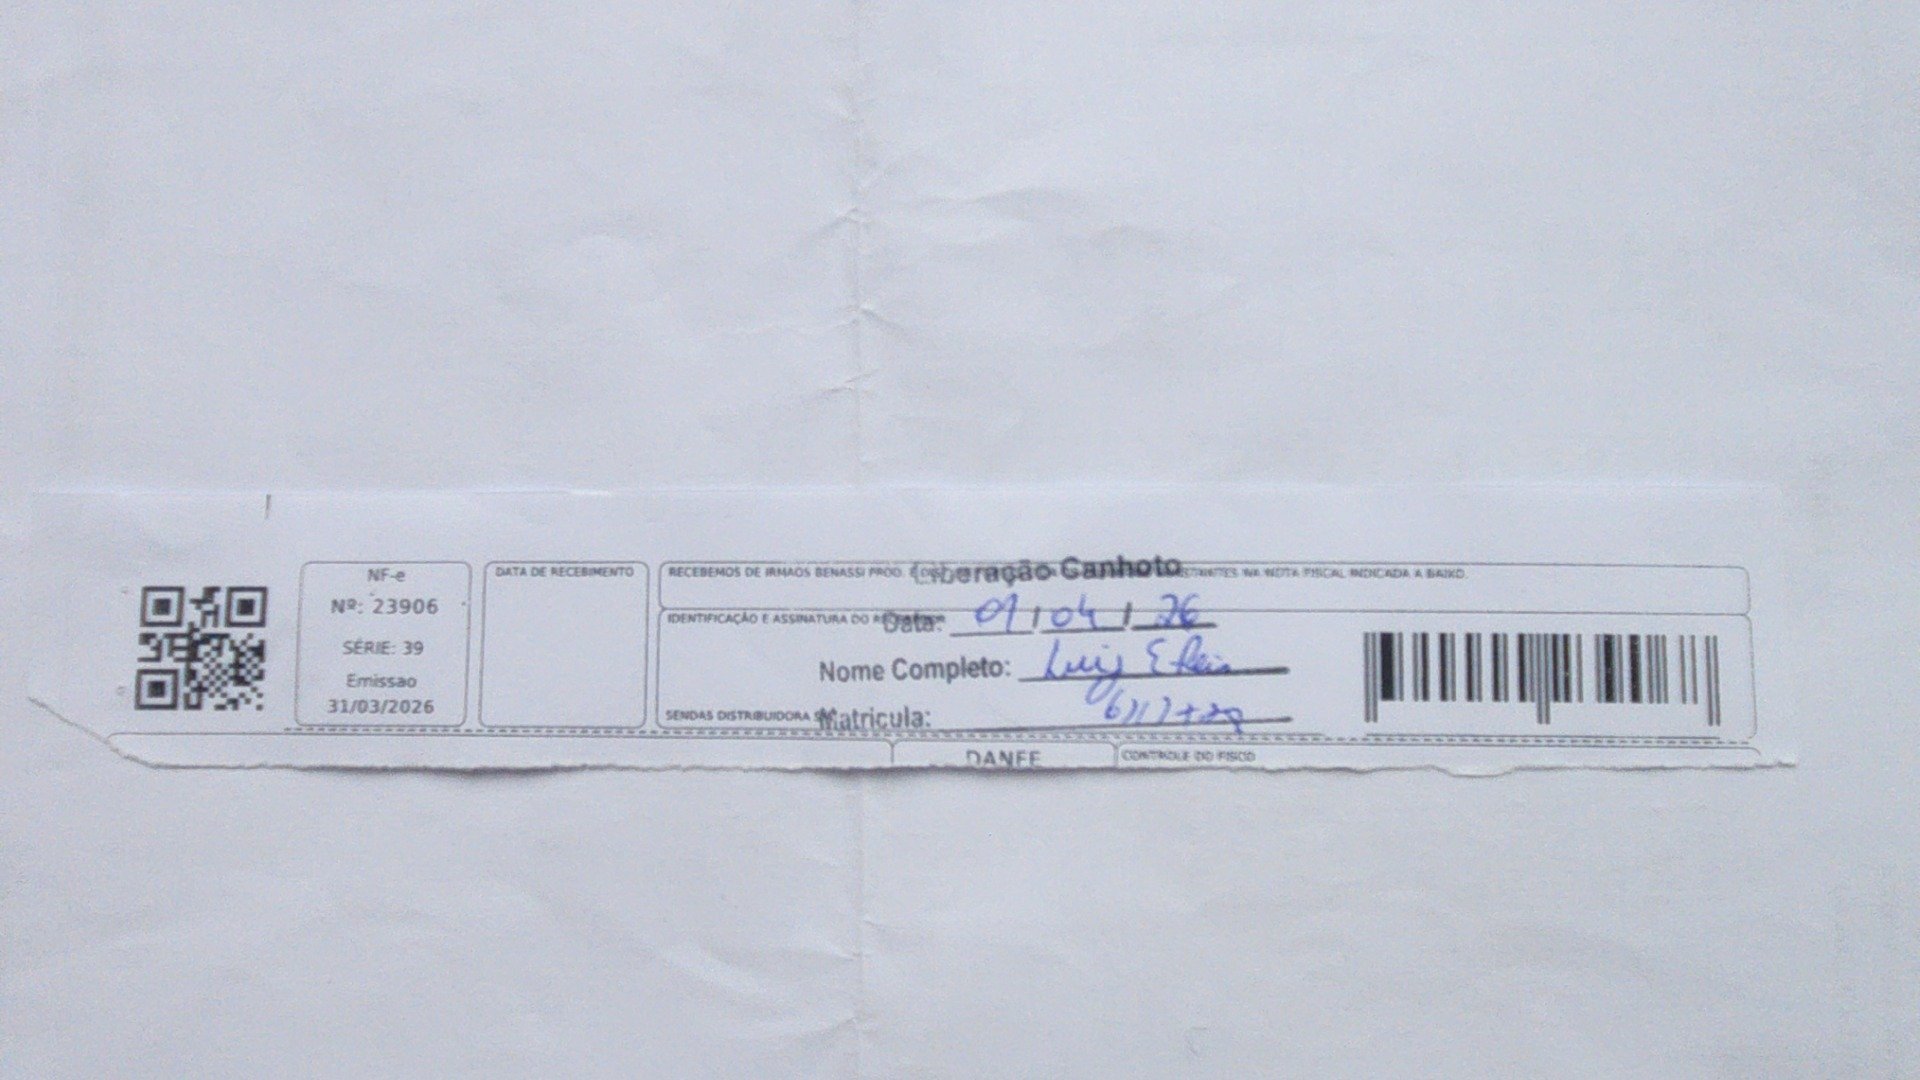 NF-e
Nº: 23906
SÉRIE: 39
Emissao
31/03/2026
DATA DE RECEBIMENTO
RECEBEMOS DE IRMAOS BENASSI PROD. NA NOTA FISCAL INDICADA A BAIXO.
Liberação Canhoto
IDENTIFICAÇÃO E ASSINATURA DO
Data: 01/04/26
Nome Completo: Luiz
SENDAS DISTRIBUIDORA
Matricula:
DANFE
CONTROLE DO FISCO